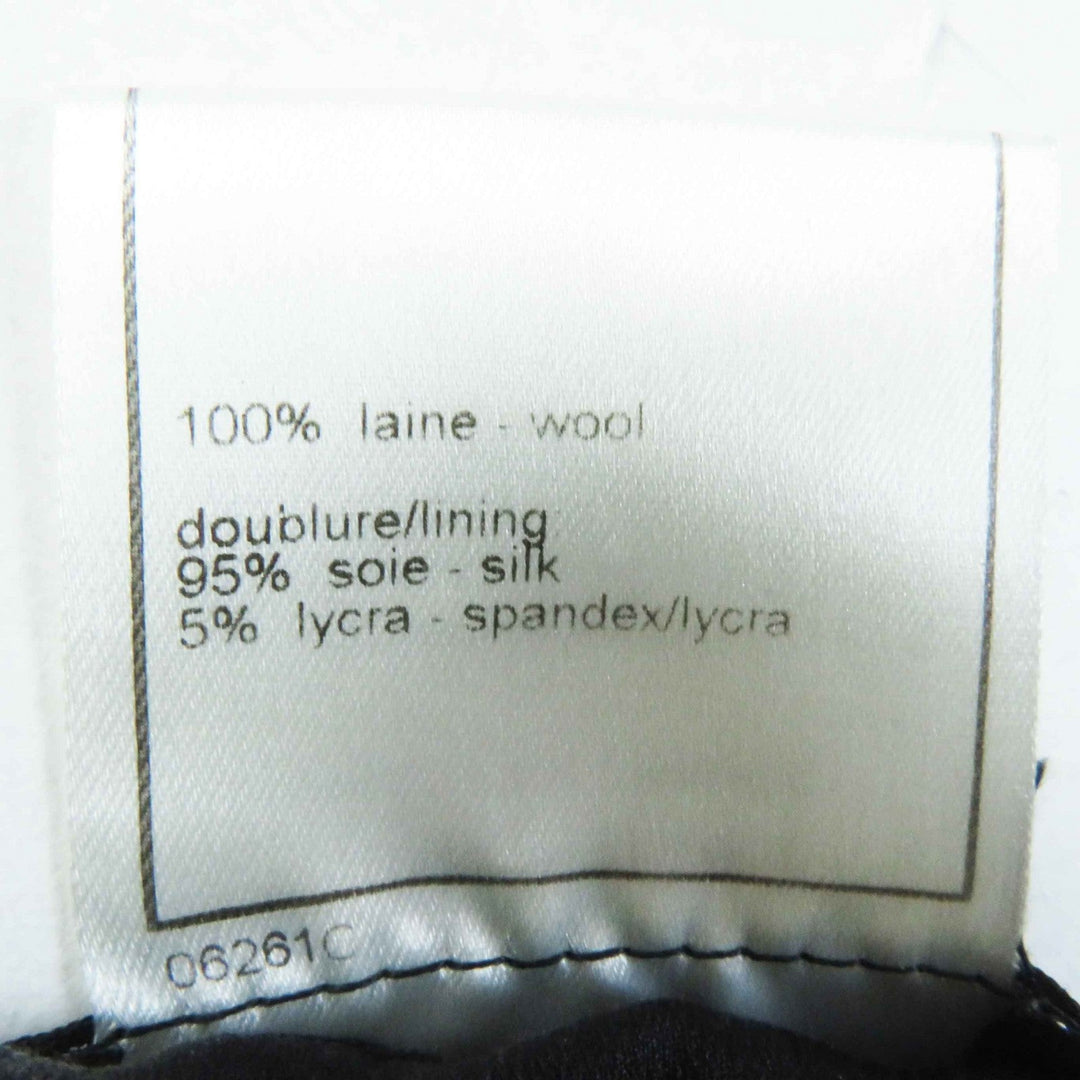 100% laine - wool
doublure/lining
95% soie - silk
5% lycra - spandex/lycra
06261C